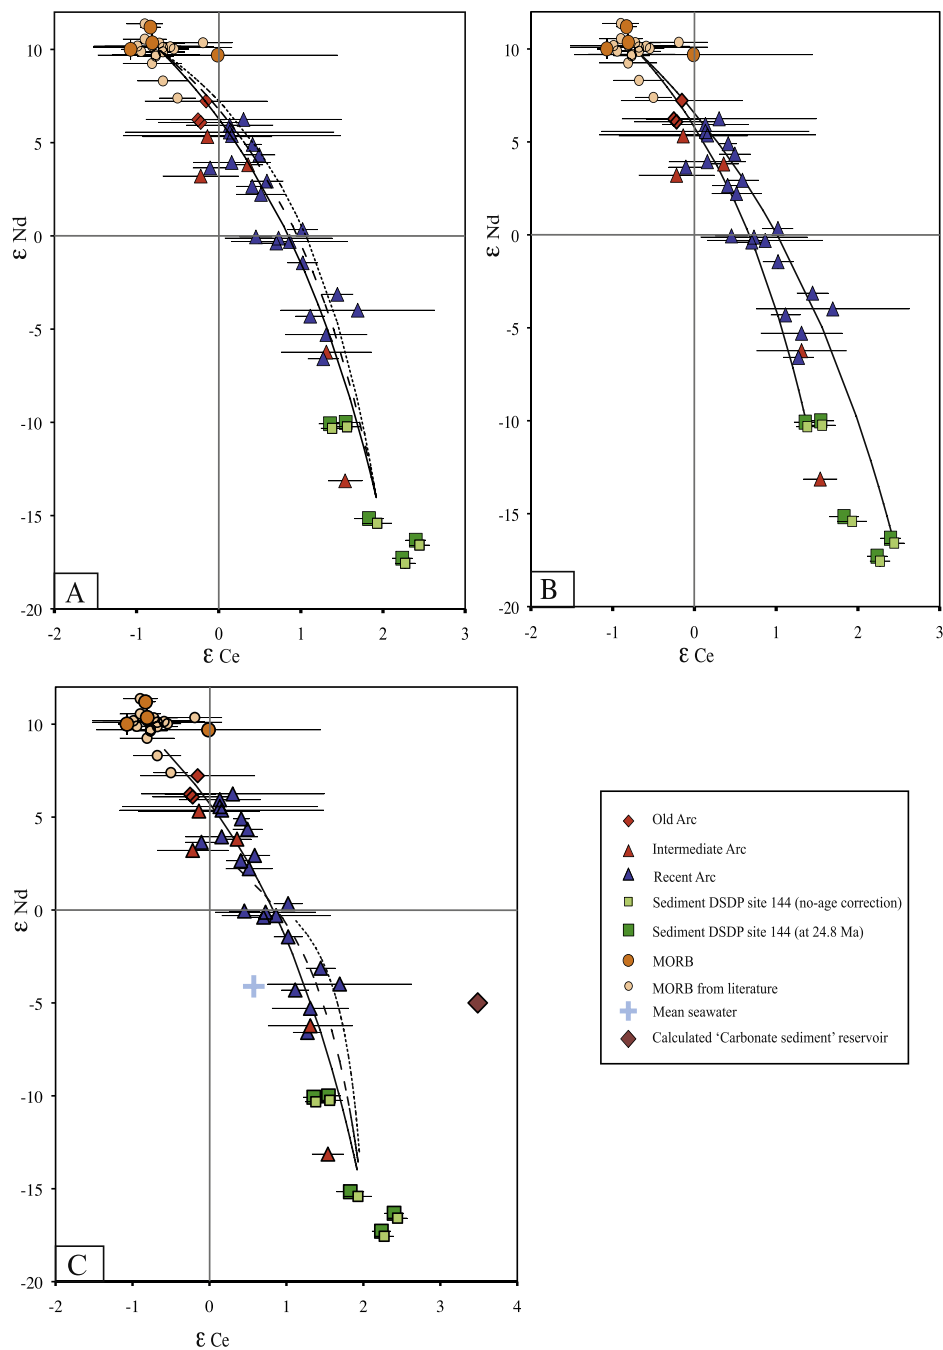 10
5
0
-5
-10
-15
-20
ε Nd
A
-2
-1
0
1
2
3
ε Ce
10
5
0
-5
-10
-15
-20
ε Nd
B
-2
-1
0
1
2
3
ε Ce
10
5
0
-5
-10
-15
-20
ε Nd
C
-2
-1
0
1
2
3
4
ε Ce
Old Arc
Intermediate Arc
Recent Arc
Sediment DSDP site 144 (no-age correction)
Sediment DSDP site 144 (at 24.8 Ma)
MORB
MORB from literature
Mean seawater
Calculated ‘Carbonate sediment’ reservoir